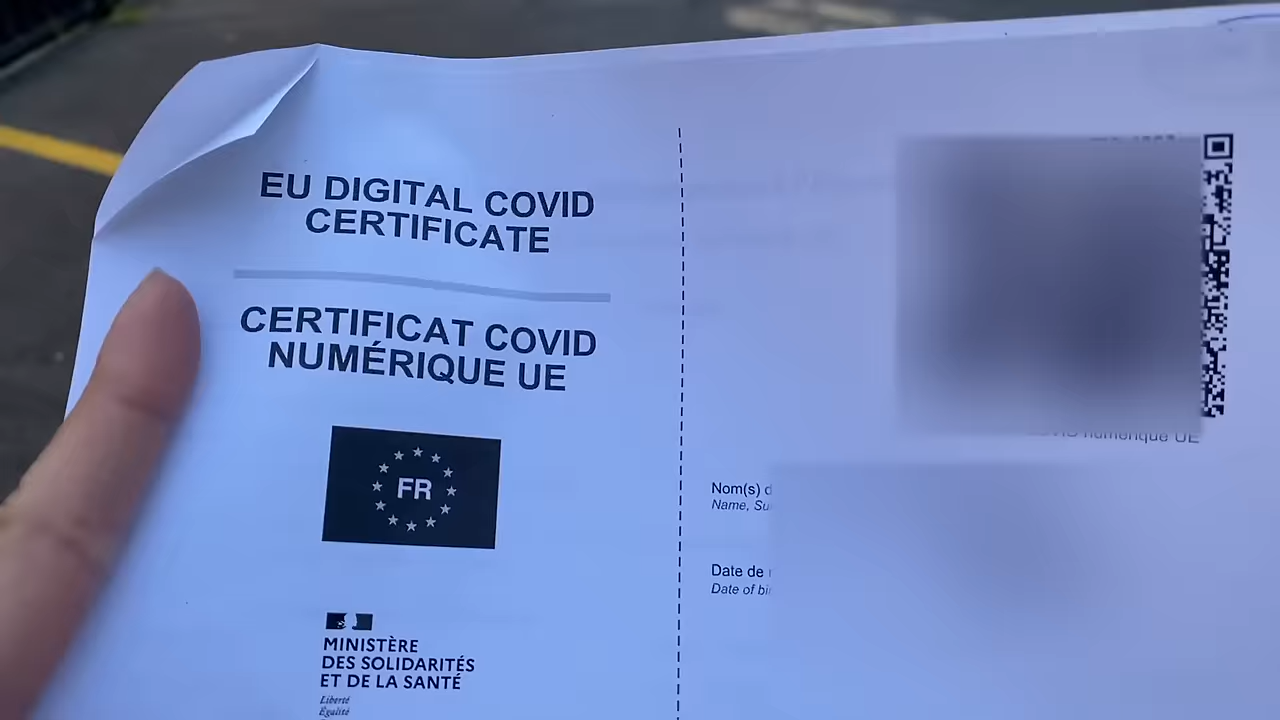 EU DIGITAL COVID
CERTIFICATE
CERTIFICAT COVID
NUMÉRIQUE UE
FR
MINISTÈRE
DES SOLIDARITÉS
ET DE LA SANTÉ
Liberté
Égalité
numérique UE
Nom(s) d
Name, Su
Date de
Date of bi